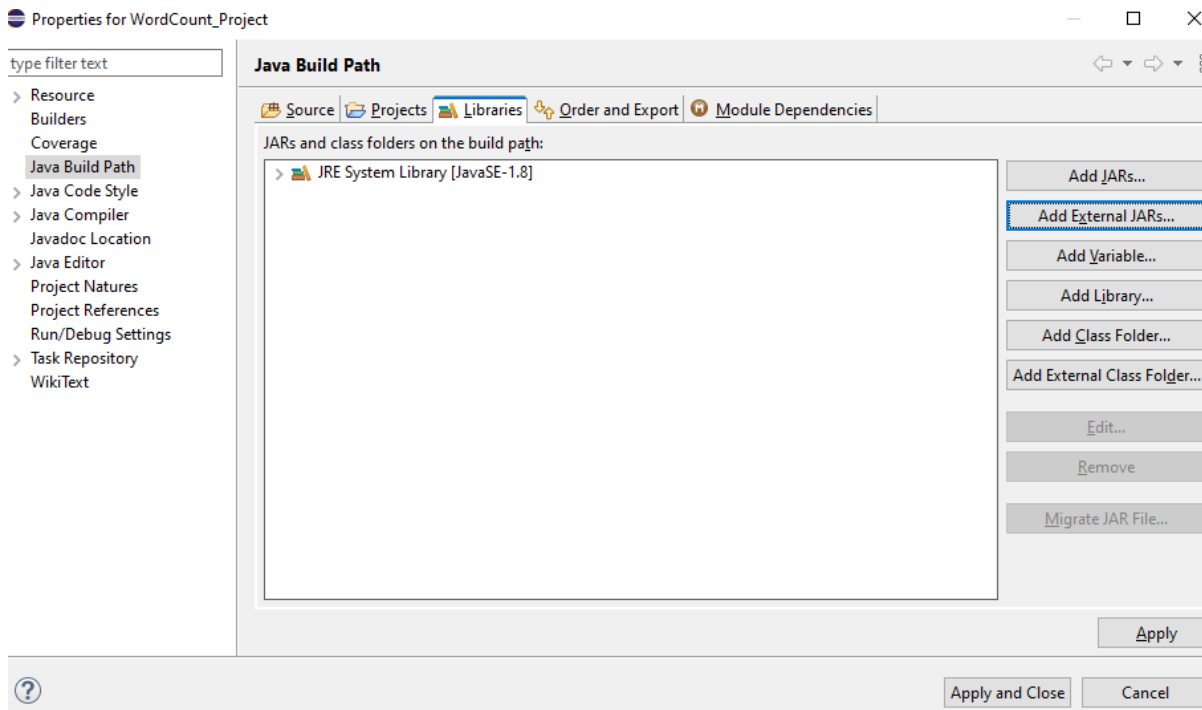 Properties for WordCount_Project
type filter text
Resource
Builders
Coverage
Java Build Path
Java Code Style
Java Compiler
Javadoc Location
Java Editor
Project Natures
Project References
Run/Debug Settings
Task Repository
WikiText
Java Build Path
Source Projects Libraries Order and Export Module Dependencies
JARs and class folders on the build path:
JRE System Library [JavaSE-1.8]
Add JARs...
Add External JARs...
Add Variable...
Add Library...
Add Class Folder...
Add External Class Folder...
Edit...
Remove
Migrate JAR File...
Apply
?
Apply and Close Cancel